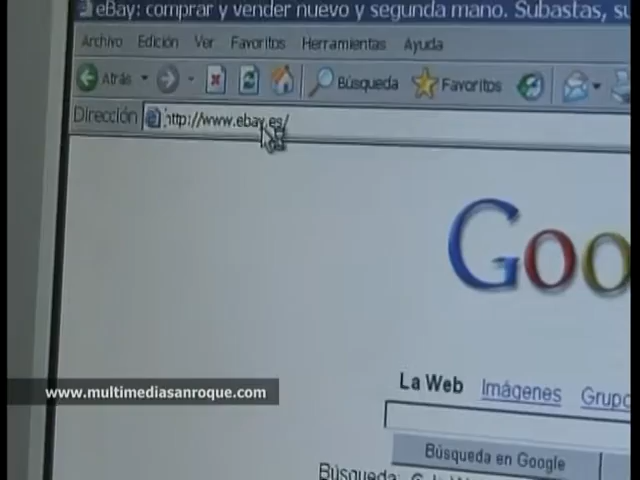 eBay: comprar y vender nuevo y segunda mano. Subastas, su
Archivo Edición Ver Favoritos Herramientas Ayuda
Atrás Búsqueda Favoritos
Dirección http://www.ebay.es/
Goo
La Web Imágenes Grupo
www.multimediasanroque.com
Búsqueda en Google
Búsqueda: